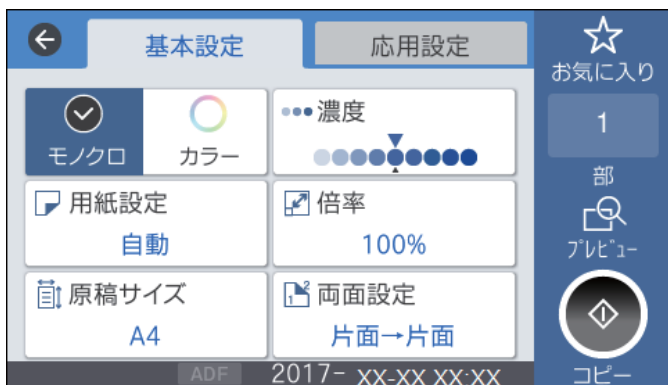 基本設定
応用設定
お気に入り
モノクロ
カラー
濃度
1
部
用紙設定
自動
倍率
100%
プレビュー
原稿サイズ
A4
両面設定
片面→片面
ADF
2017- XX-XX XX:XX
コピー